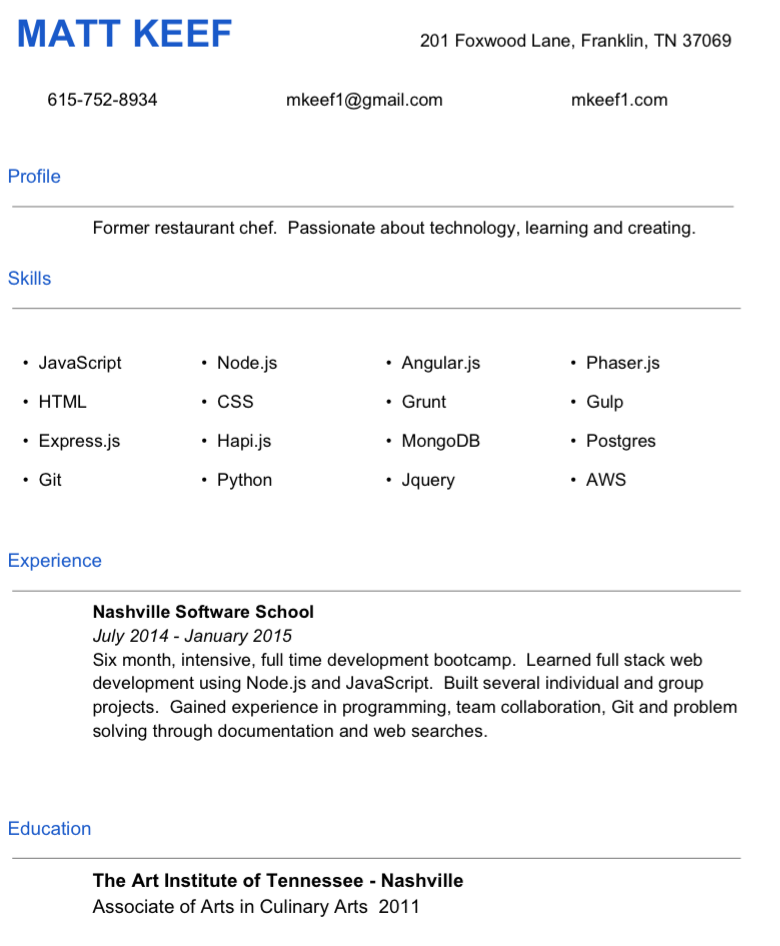 MATT KEEF
201 Foxwood Lane, Franklin, TN 37069
615-752-8934 mkeef1@gmail.com mkeef1.com
Profile
Former restaurant chef.  Passionate about technology, learning and creating.
Skills
• JavaScript • Node.js • Angular.js • Phaser.js
• HTML • CSS • Grunt • Gulp
• Express.js • Hapi.js • MongoDB • Postgres
• Git • Python • Jquery • AWS
Experience
Nashville Software School
July 2014 - January 2015
Six month, intensive, full time development bootcamp.  Learned full stack web
development using Node.js and JavaScript.  Built several individual and group
projects.  Gained experience in programming, team collaboration, Git and problem
solving through documentation and web searches.
Education
The Art Institute of Tennessee - Nashville
Associate of Arts in Culinary Arts  2011